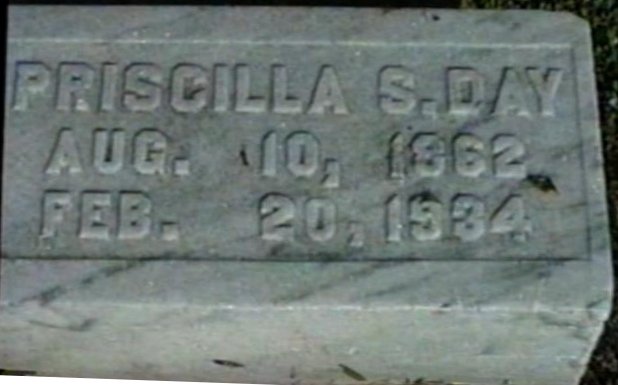 PRISCILLA S. DAY
AUG. 10, 1862
FEB. 20, 1934